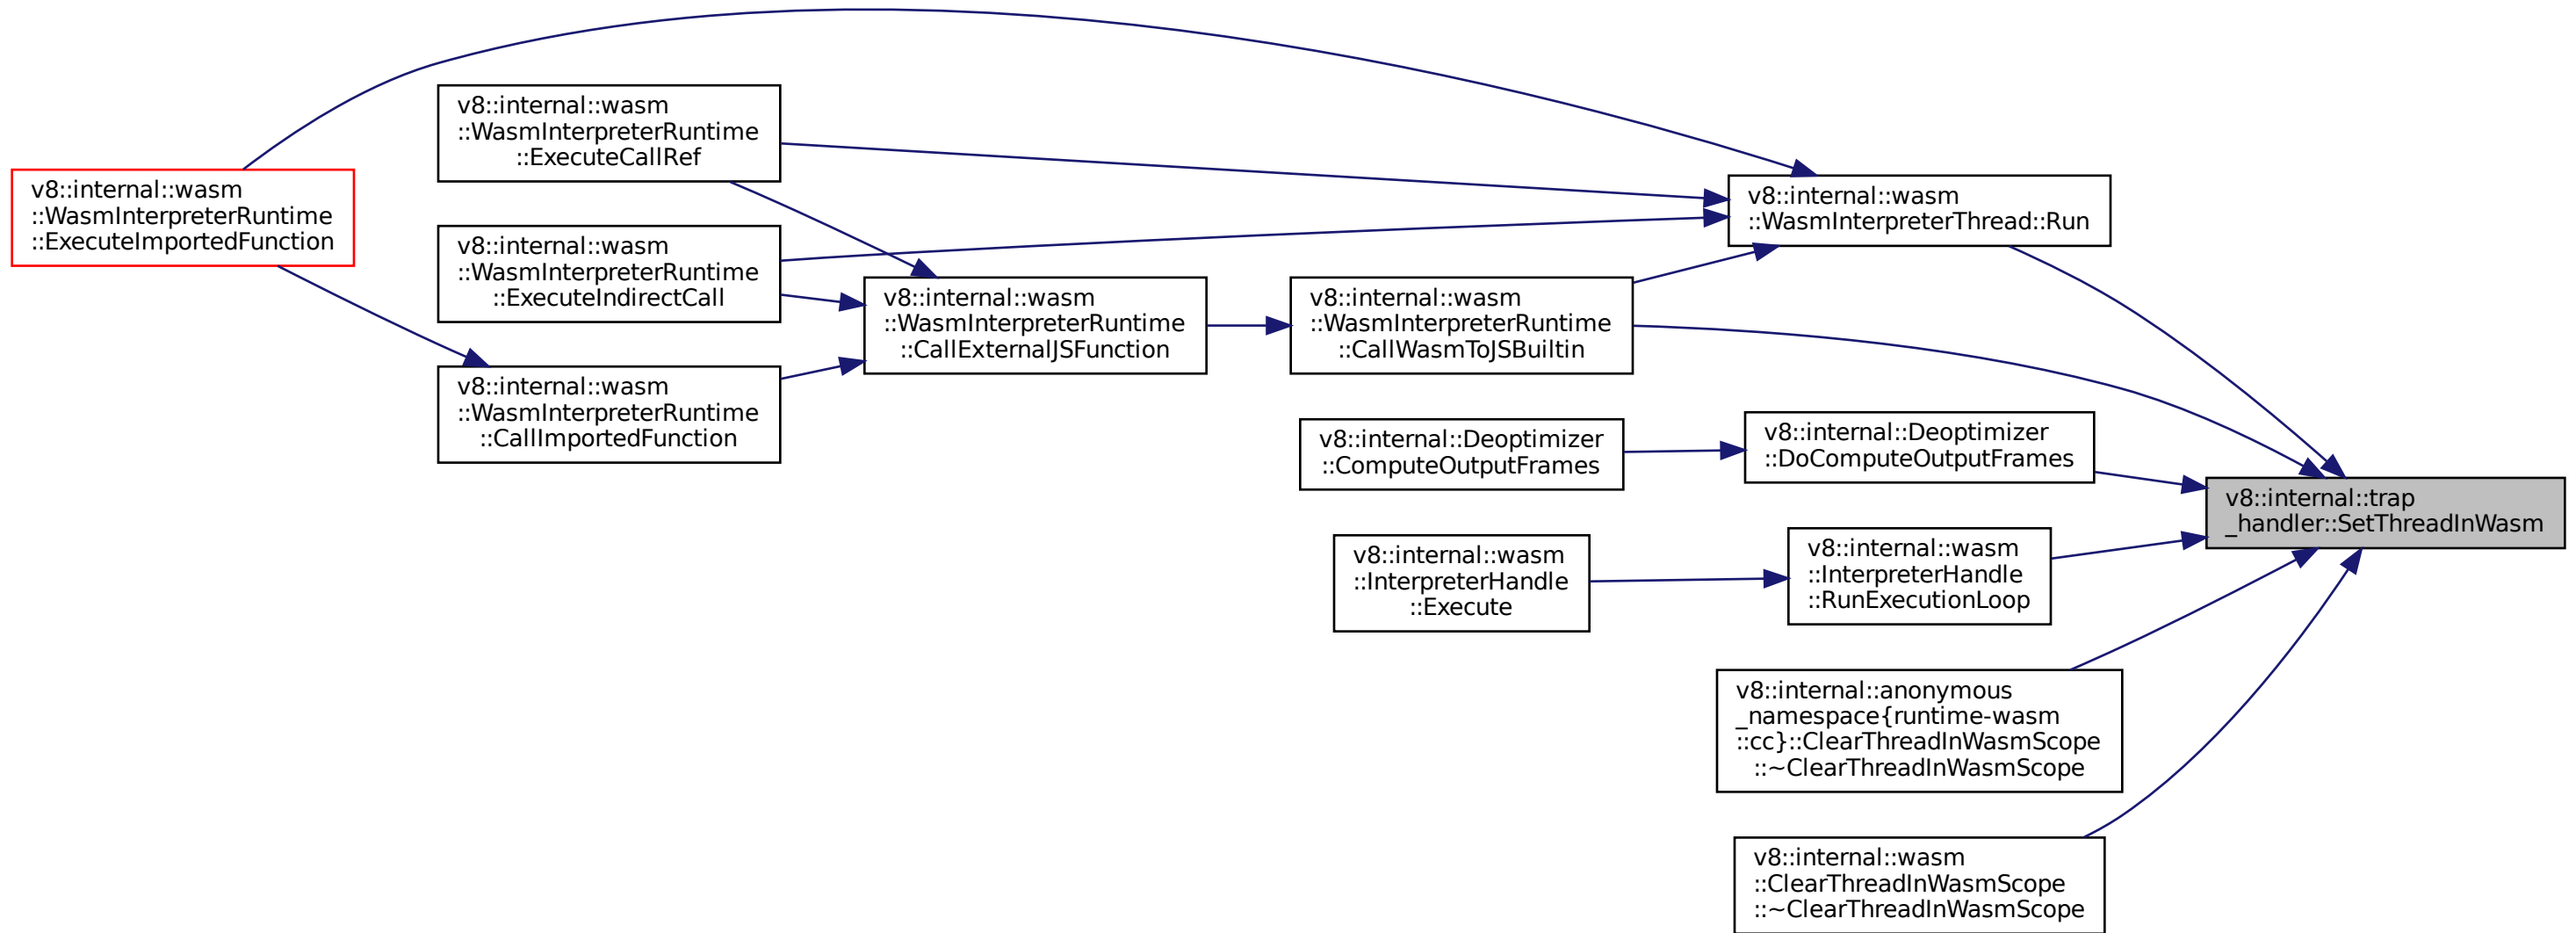 v8::internal::wasm
::WasmInterpreterRuntime
::ExecuteImportedFunction
v8::internal::wasm
::WasmInterpreterRuntime
::ExecuteCallRef
v8::internal::wasm
::WasmInterpreterRuntime
::ExecuteIndirectCall
v8::internal::wasm
::WasmInterpreterRuntime
::CallImportedFunction
v8::internal::wasm
::WasmInterpreterRuntime
::CallExternalJSFunction
v8::internal::wasm
::WasmInterpreterRuntime
::CallWasmToJSBuiltin
v8::internal::Deoptimizer
::ComputeOutputFrames
v8::internal::wasm
::InterpreterHandle
::Execute
v8::internal::wasm
::WasmInterpreterThread::Run
v8::internal::Deoptimizer
::DoComputeOutputFrames
v8::internal::wasm
::InterpreterHandle
::RunExecutionLoop
v8::internal::anonymous
_namespace{runtime-wasm
::cc}::ClearThreadInWasmScope
::~ClearThreadInWasmScope
v8::internal::wasm
::ClearThreadInWasmScope
::~ClearThreadInWasmScope
v8::internal::trap
_handler::SetThreadInWasm